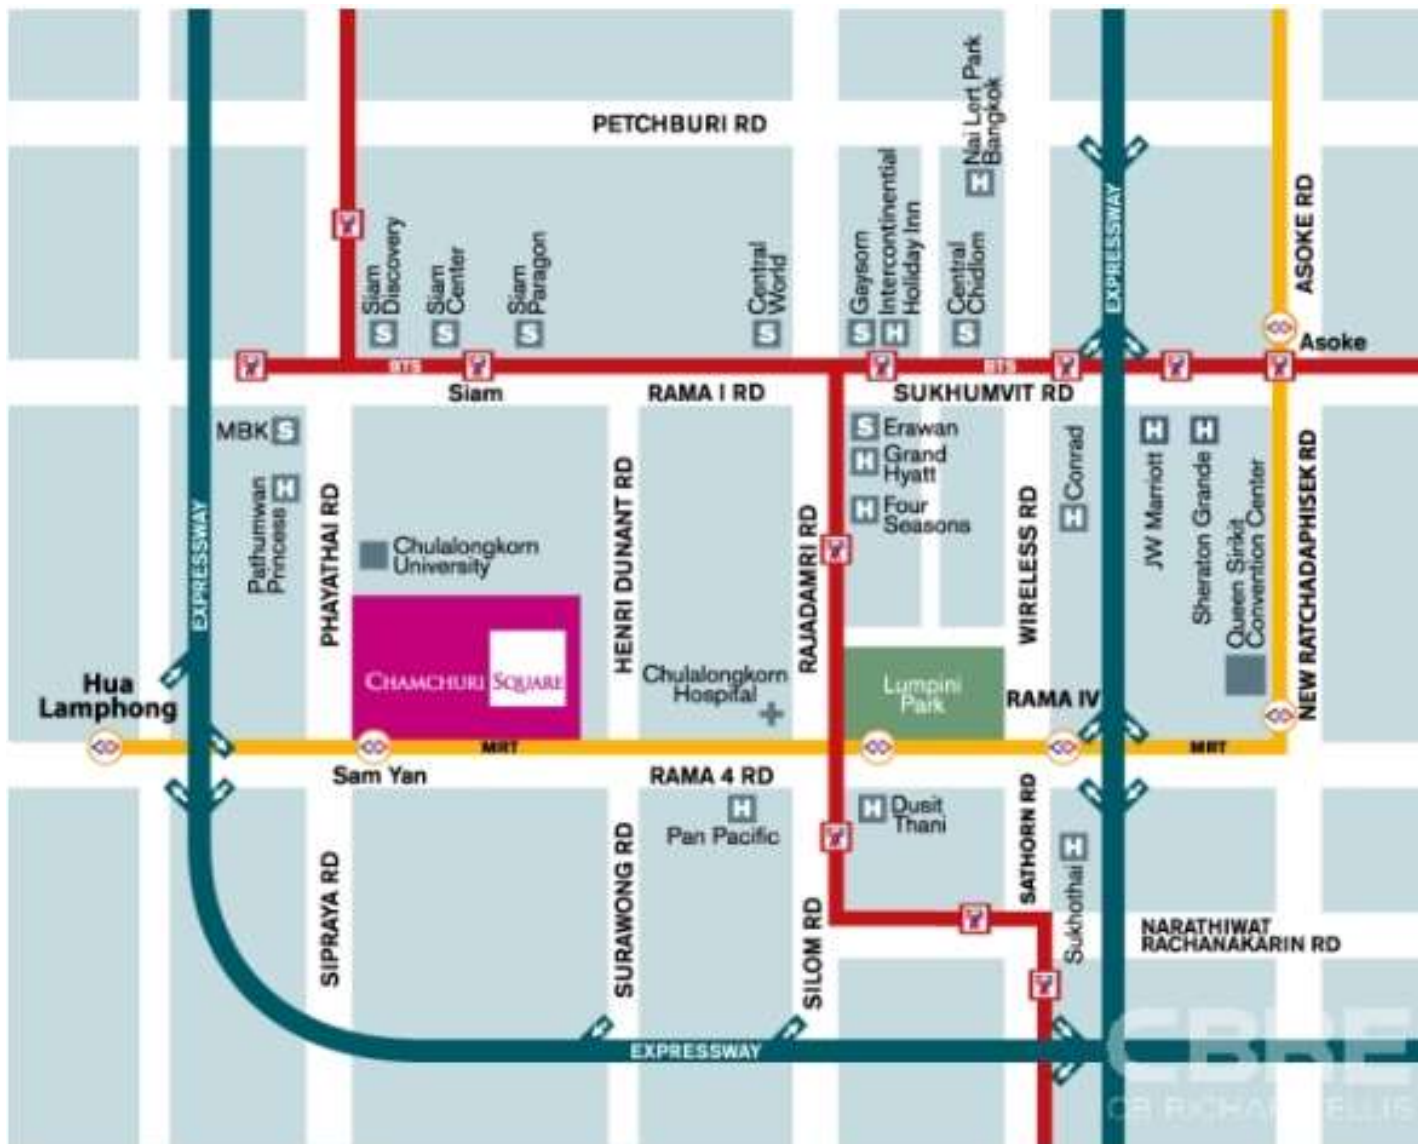 PETCHBURI RD
Nai Lert Park
Bangkok
H
EXPRESSWAY
ASOKE RD
Siam
Discovery
S
Siam
Center
S
Siam
Paragon
S
Central
World
S
Gaysorn
S
Intercontinental
Holiday Inn
H
Central
Chidlom
S
Asoke
BTS
BTS
Siam
RAMA I RD
SUKHUMVIT RD
MBK S
Pathumwan
Princess
H
PHAYATHAI RD
EXPRESSWAY
Chulalongkorn
University
HENRI DUNANT RD
RAJADAMRI RD
S Erawan
H Grand
Hyatt
H Four
Seasons
WIRELESS RD
Conrad
H
JW Marriott
H
Sheraton Grande
H
Queen Sirikit
Convention Center
NEW RATCHADAPHISEK RD
CHAMCHURI SQUARE
Chulalongkorn
Hospital
Lumpini
Park
RAMA IV
Hua
Lamphong
MRT
MRT
Sam Yan
RAMA 4 RD
H
Pan Pacific
H Dusit
Thani
SATHORN RD
Sukhothai
H
SIPRAYA RD
SURAWONG RD
SILOM RD
NARATHIWAT
RACHANAKARIN RD
EXPRESSWAY
CBRE
CB RICHARD ELLIS